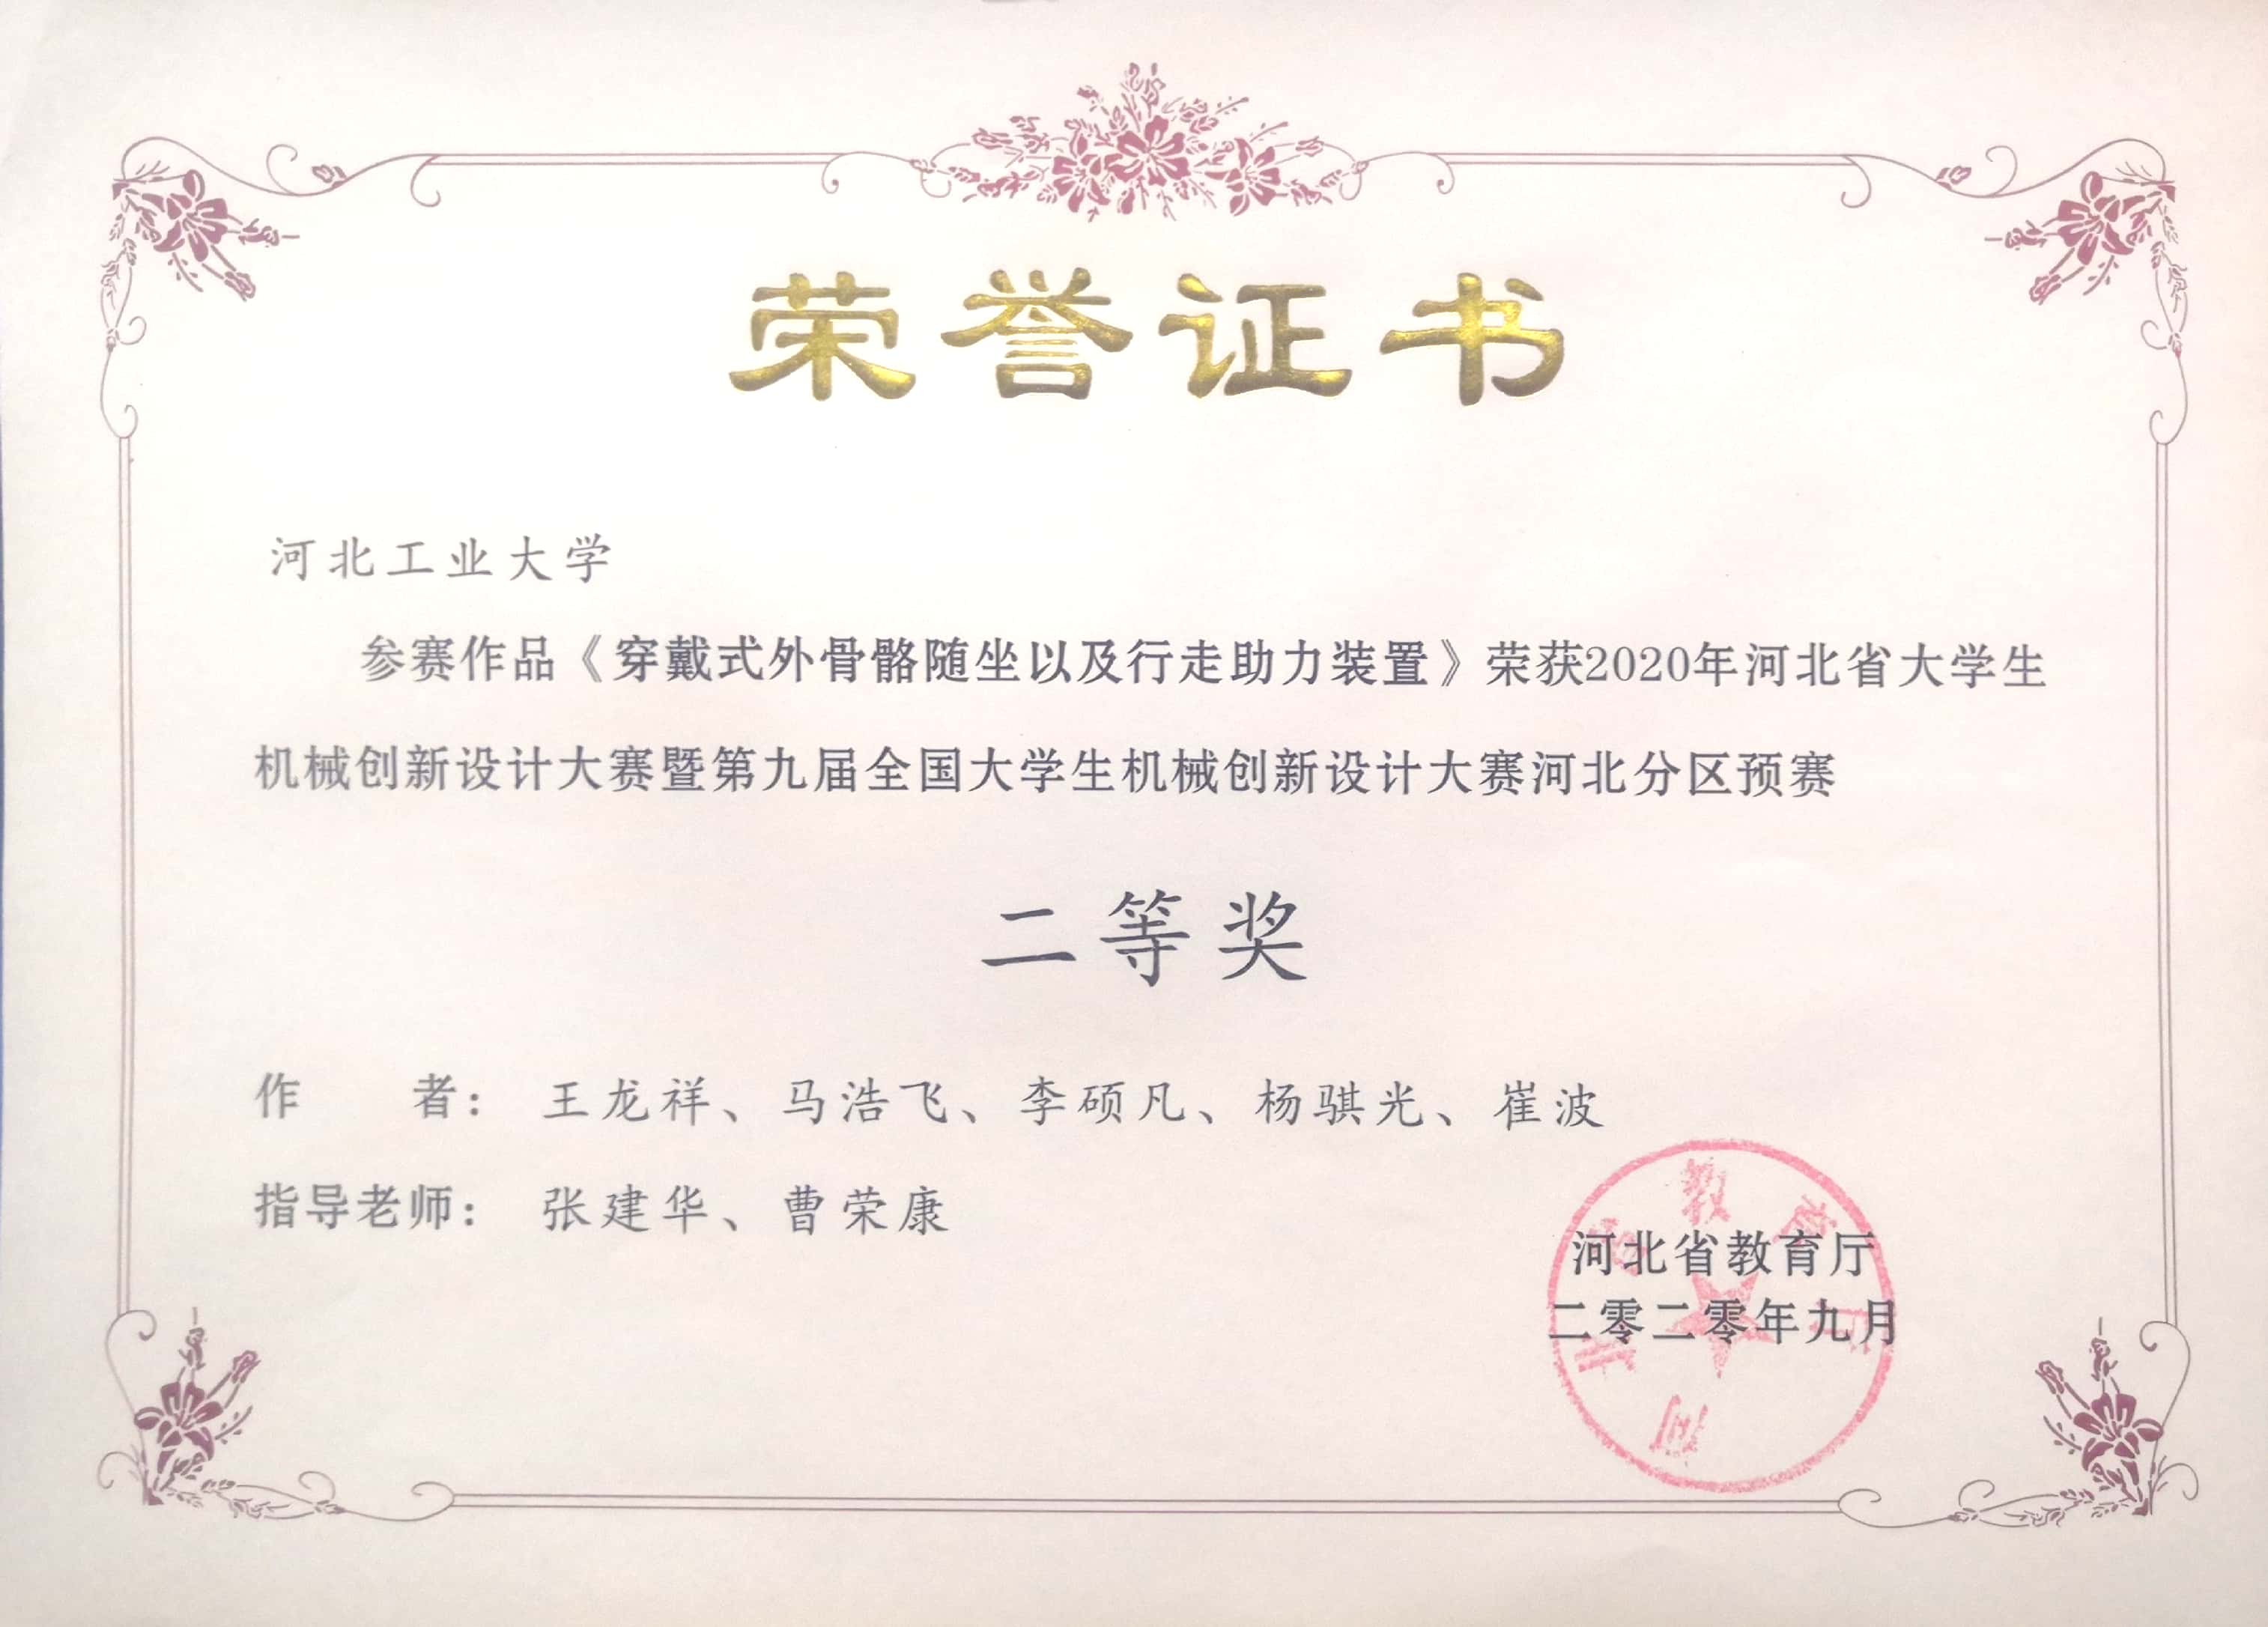 荣誉证书
河北工业大学
参赛作品《穿戴式外骨骼随坐以及行走助力装置》荣获2020年河北省大学生
机械创新设计大赛暨第九届全国大学生机械创新设计大赛河北分区预赛
二等奖
作　　者： 王龙祥、马浩飞、李硕凡、杨骐光、崔波
指导老师： 张建华、曹荣康
河北省教育厅
二零二零年九月
河北省教育厅